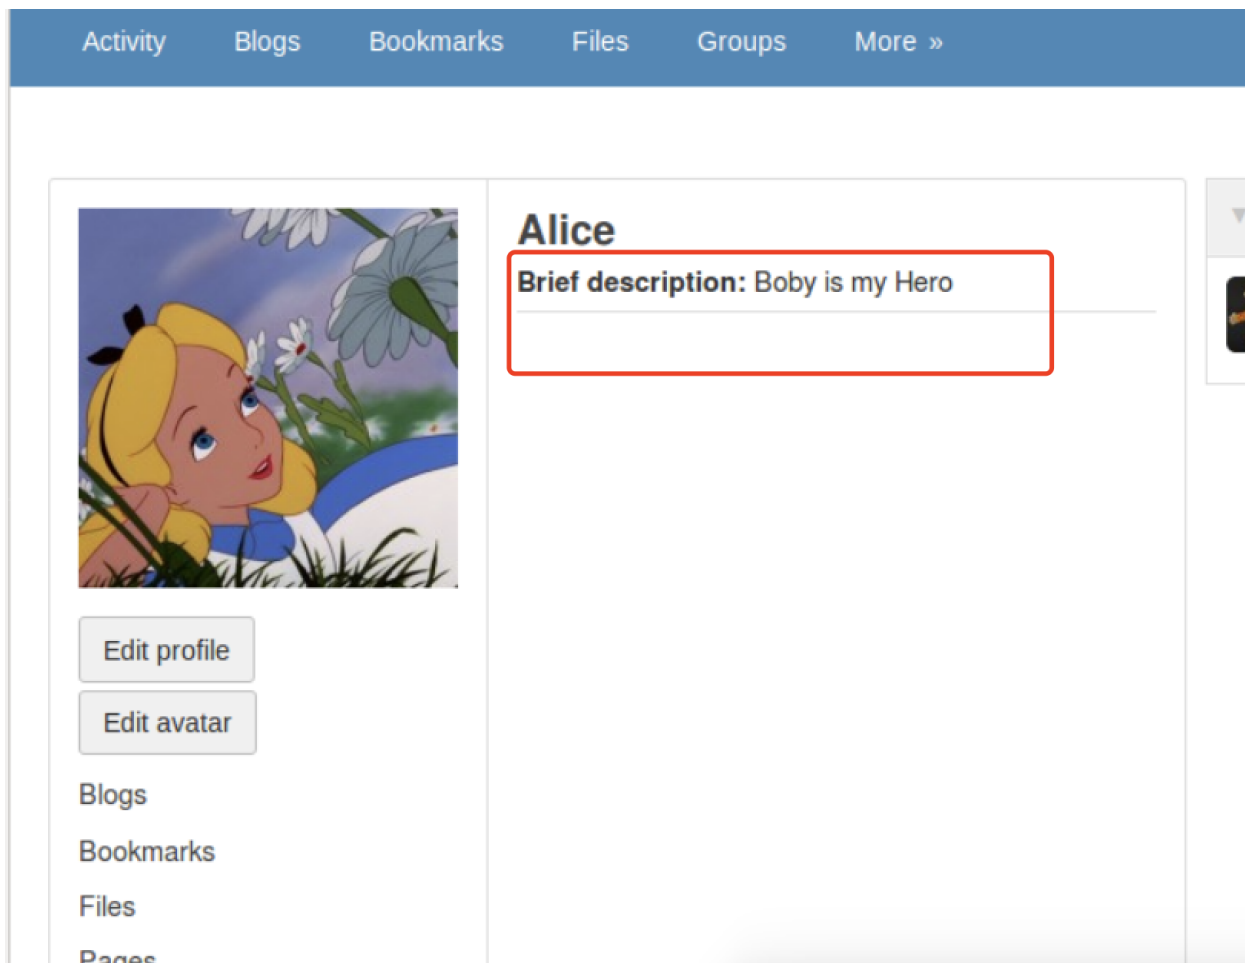 Activity Blogs Bookmarks Files Groups More »
Alice
Brief description: Boby is my Hero
Edit profile
Edit avatar
Blogs
Bookmarks
Files
Pages